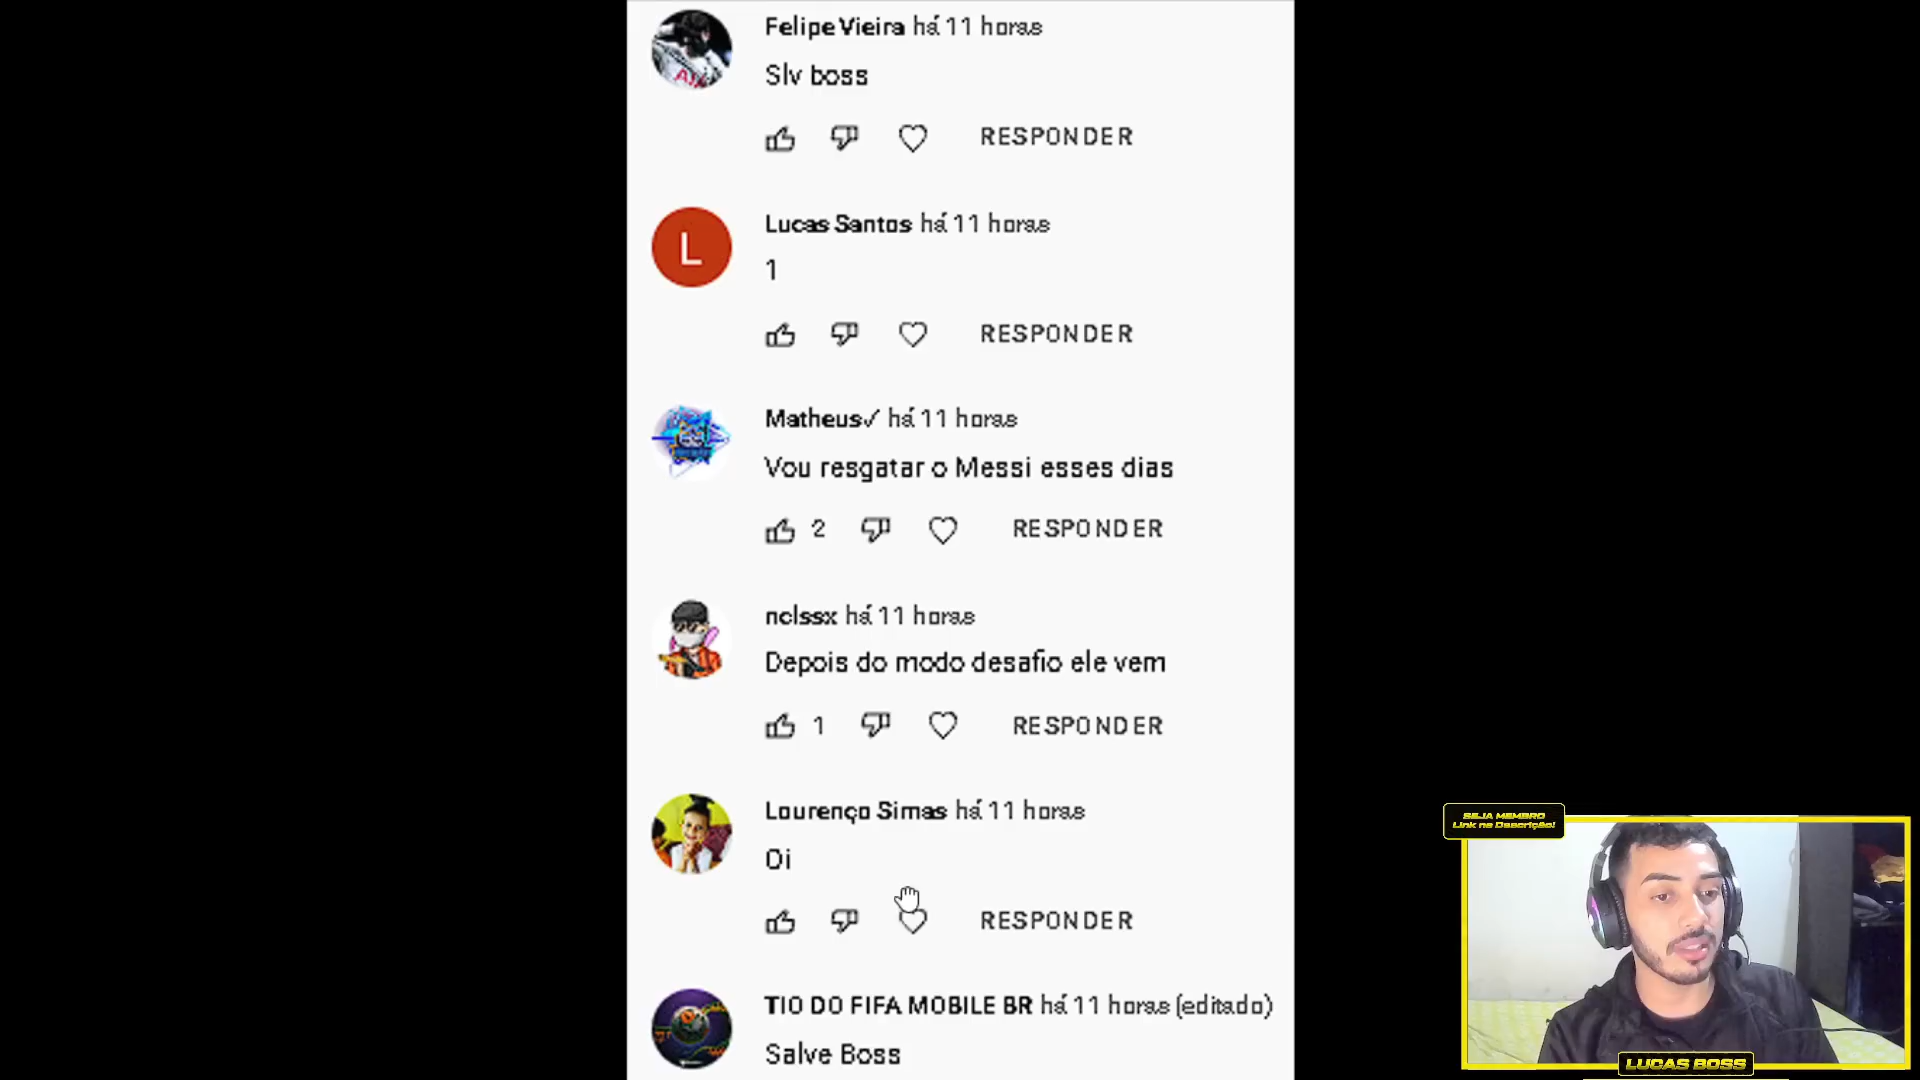 Felipe Vieira há 11 horas
Slv boss
RESPONDER
L
Lucas Santos há 11 horas
1
RESPONDER
Matheus✓ há 11 horas
Vou resgatar o Messi esses dias
2 RESPONDER
nclssx há 11 horas
Depois do modo desafio ele vem
1 RESPONDER
Lourenço Simas há 11 horas
Oi
RESPONDER
TIO DO FIFA MOBILE BR há 11 horas (editado)
Salve Boss
SEJA MEMBRO
Link na Descrição!
LUCAS BOSS